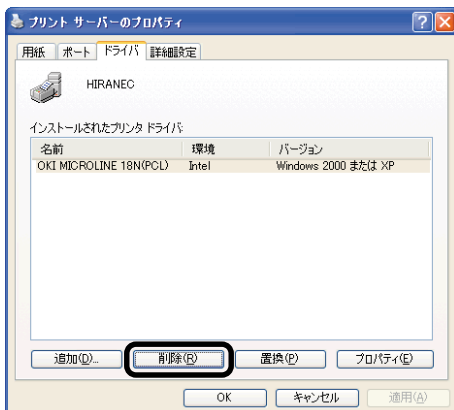 プリント サーバーのプロパティ
用紙 ポート ドライバ 詳細設定
HIRANEC
インストールされたプリンタ ドライバ:
名前 環境 バージョン
OKI MICROLINE 18N(PCL) Intel Windows 2000 または XP
追加(D)... 削除(R) 置換(P) プロパティ(E)
OK キャンセル 適用(A)